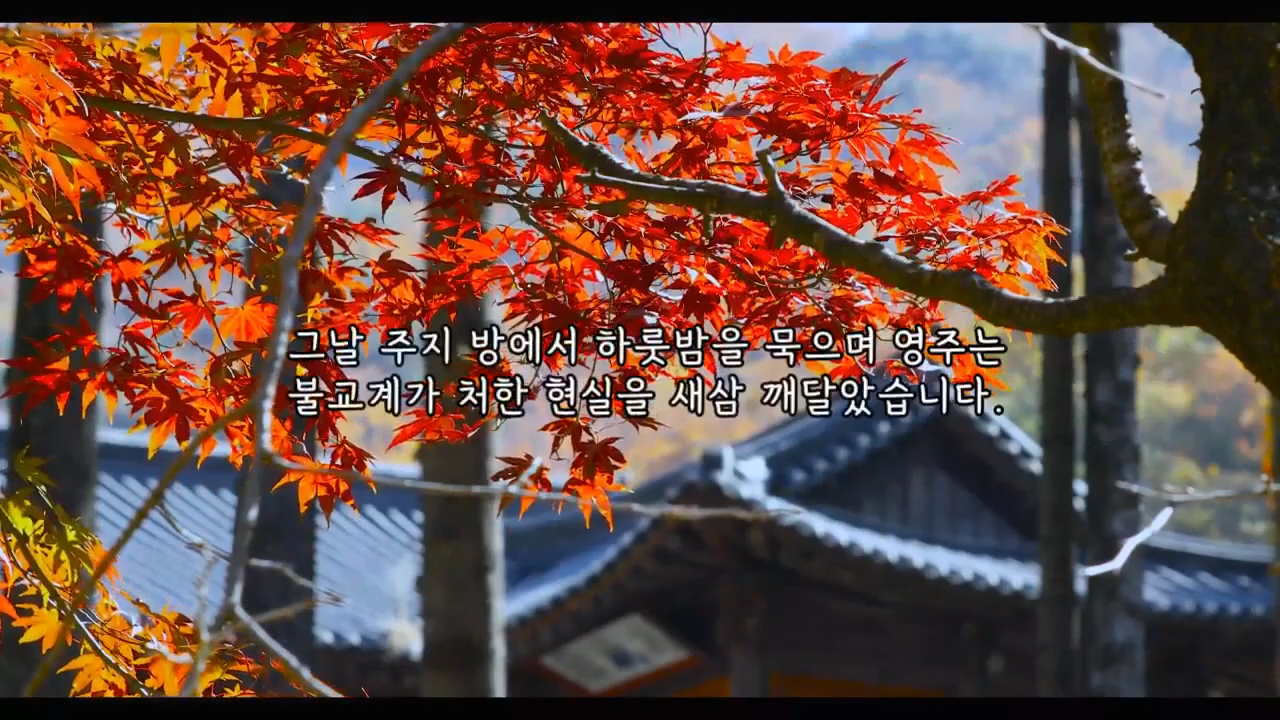 그날 주지 방에서 하룻밤을 묵으며 영주는
불교계가 처한 현실을 새삼 깨달았습니다.